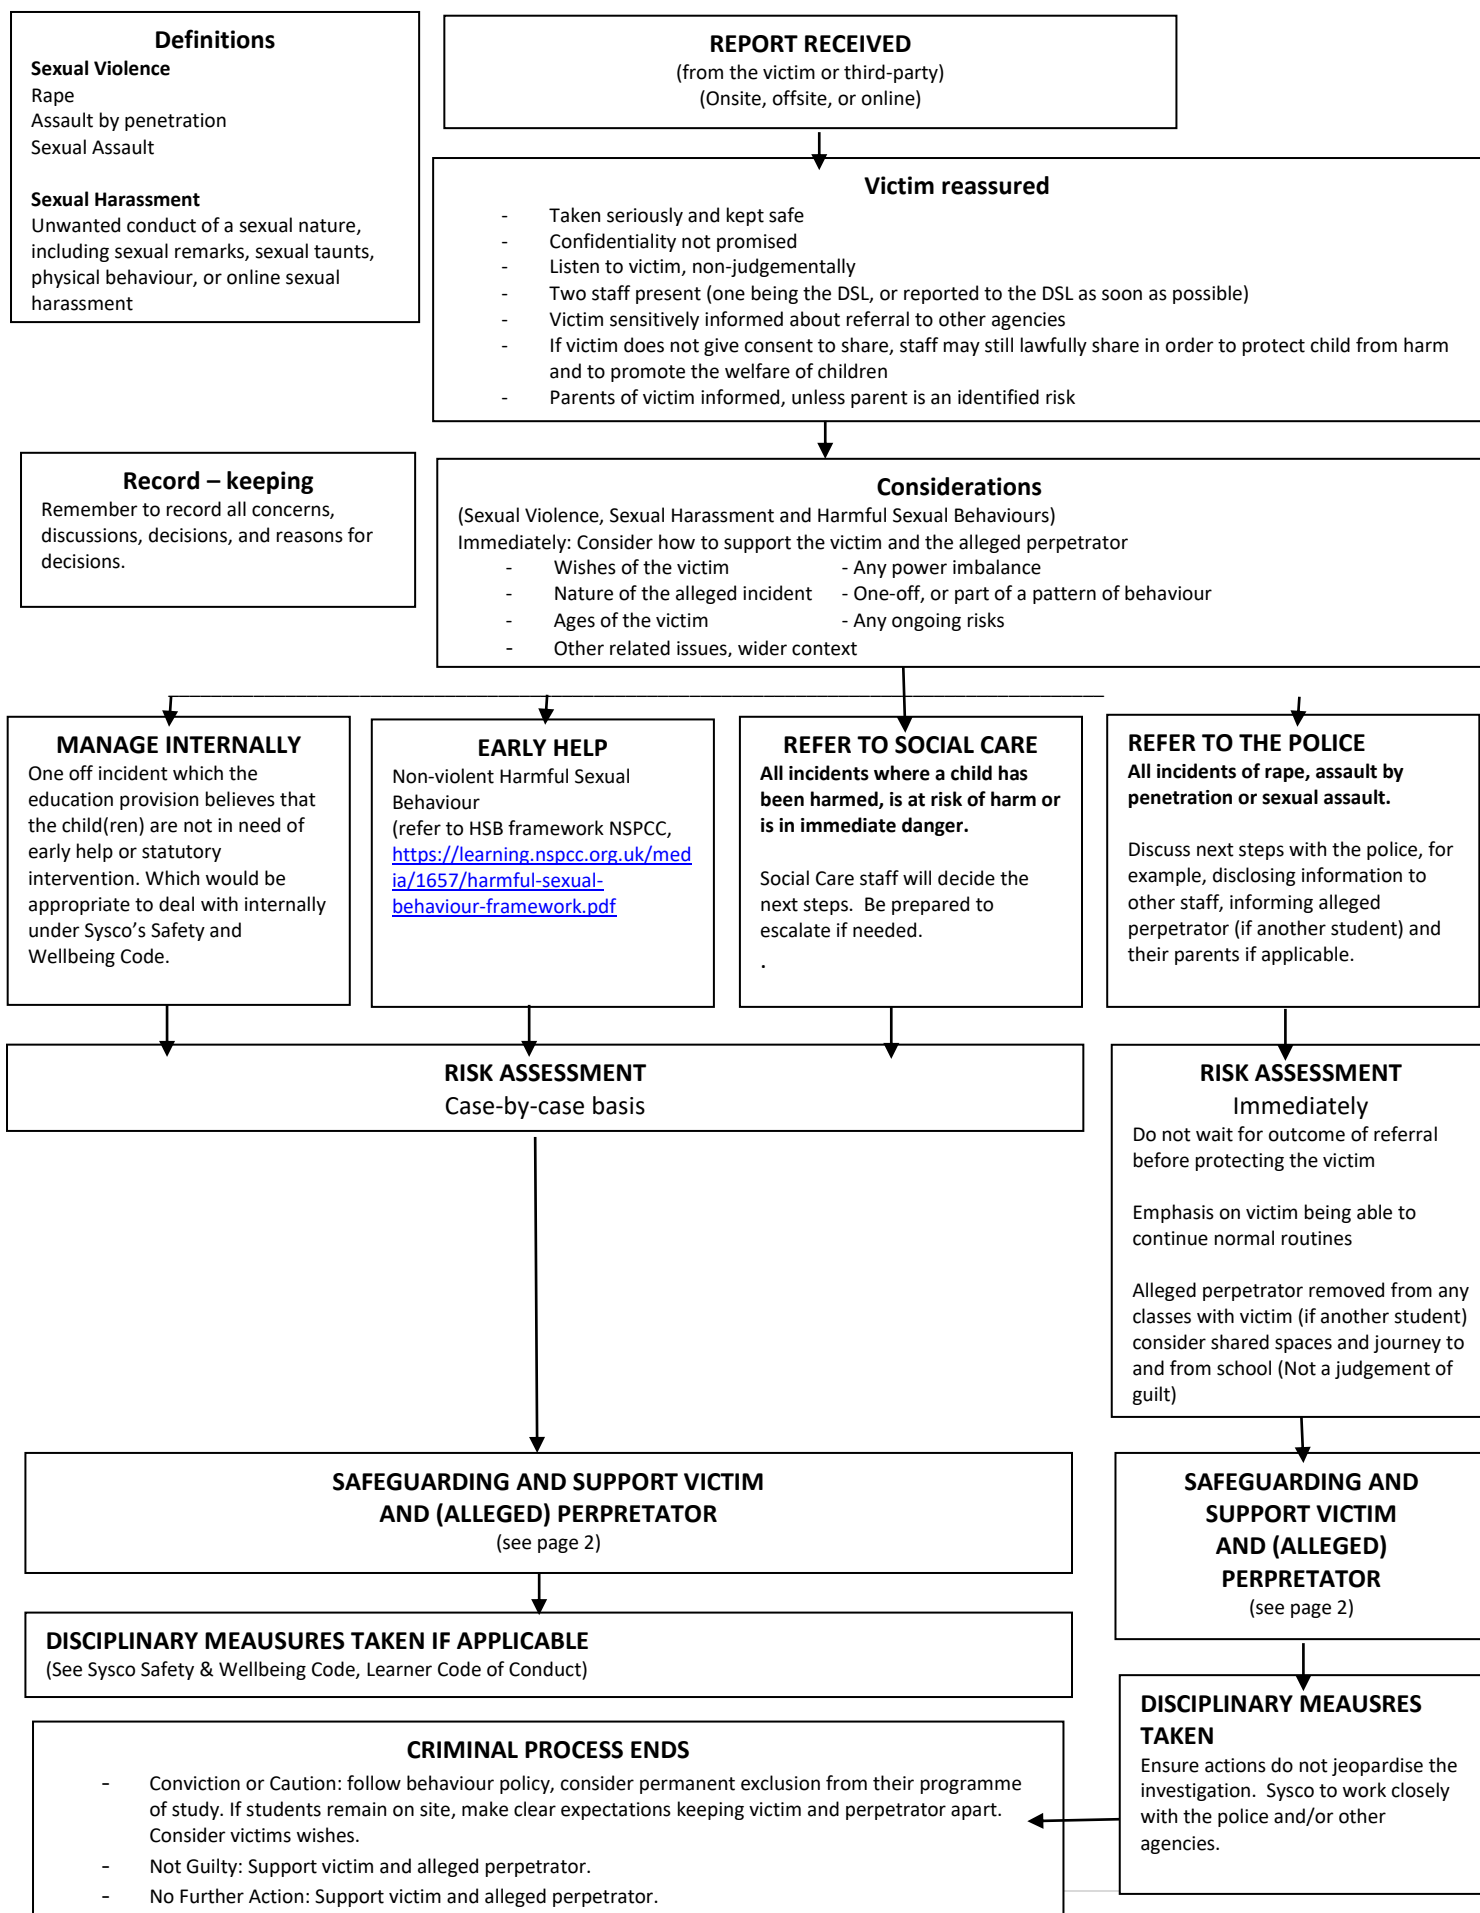 Definitions
Sexual Violence
Rape
Assault by penetration
Sexual Assault
Sexual Harassment
Unwanted conduct of a sexual nature,
including sexual remarks, sexual taunts,
physical behaviour, or online sexual
harassment
REPORT RECEIVED
(from the victim or third-party)
(Onsite, offsite, or online)
Victim reassured
- Taken seriously and kept safe
- Confidentiality not promised
- Listen to victim, non-judgementally
- Two staff present (one being the DSL, or reported to the DSL as soon as possible)
- Victim sensitively informed about referral to other agencies
- If victim does not give consent to share, staff may still lawfully share in order to protect child from harm
and to promote the welfare of children
- Parents of victim informed, unless parent is an identified risk
Record – keeping
Remember to record all concerns,
discussions, decisions, and reasons for
decisions.
Considerations
(Sexual Violence, Sexual Harassment and Harmful Sexual Behaviours)
Immediately: Consider how to support the victim and the alleged perpetrator
- Wishes of the victim - Any power imbalance
- Nature of the alleged incident - One-off, or part of a pattern of behaviour
- Ages of the victim - Any ongoing risks
- Other related issues, wider context
MANAGE INTERNALLY
One off incident which the
education provision believes that
the child(ren) are not in need of
early help or statutory
intervention. Which would be
appropriate to deal with internally
under Sysco's Safety and
Wellbeing Code.
EARLY HELP
Non-violent Harmful Sexual
Behaviour
(refer to HSB framework NSPCC,
https://learning.nspcc.org.uk/med
ia/1657/harmful-sexual-
behaviour-framework.pdf
REFER TO SOCIAL CARE
All incidents where a child has
been harmed, is at risk of harm or
is in immediate danger.
Social Care staff will decide the
next steps. Be prepared to
escalate if needed.
.
REFER TO THE POLICE
All incidents of rape, assault by
penetration or sexual assault.
Discuss next steps with the police, for
example, disclosing information to
other staff, informing alleged
perpetrator (if another student) and
their parents if applicable.
RISK ASSESSMENT
Case-by-case basis
RISK ASSESSMENT
Immediately
Do not wait for outcome of referral
before protecting the victim
Emphasis on victim being able to
continue normal routines
Alleged perpetrator removed from any
classes with victim (if another student)
consider shared spaces and journey to
and from school (Not a judgement of
guilt)
SAFEGUARDING AND SUPPORT VICTIM
AND (ALLEGED) PERPRETATOR
(see page 2)
SAFEGUARDING AND
SUPPORT VICTIM
AND (ALLEGED)
PERPRETATOR
(see page 2)
DISCIPLINARY MEAUSURES TAKEN IF APPLICABLE
(See Sysco Safety & Wellbeing Code, Learner Code of Conduct)
DISCIPLINARY MEAUSRES
TAKEN
Ensure actions do not jeopardise the
investigation. Sysco to work closely
with the police and/or other
agencies.
CRIMINAL PROCESS ENDS
- Conviction or Caution: follow behaviour policy, consider permanent exclusion from their programme
of study. If students remain on site, make clear expectations keeping victim and perpetrator apart.
Consider victims wishes.
- Not Guilty: Support victim and alleged perpetrator.
- No Further Action: Support victim and alleged perpetrator.